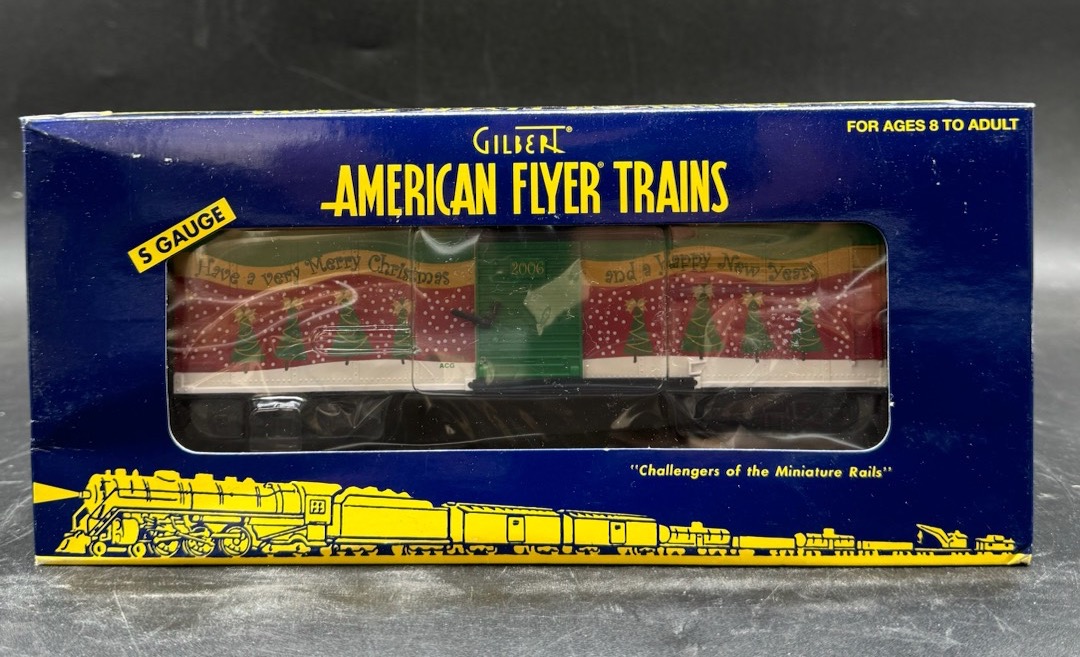 GILBERT®
FOR AGES 8 TO ADULT
AMERICAN FLYER® TRAINS
S GAUGE
Have a very Merry Christmas
2006
and a Happy New Year!
ACG
"Challengers of the Miniature Rails"